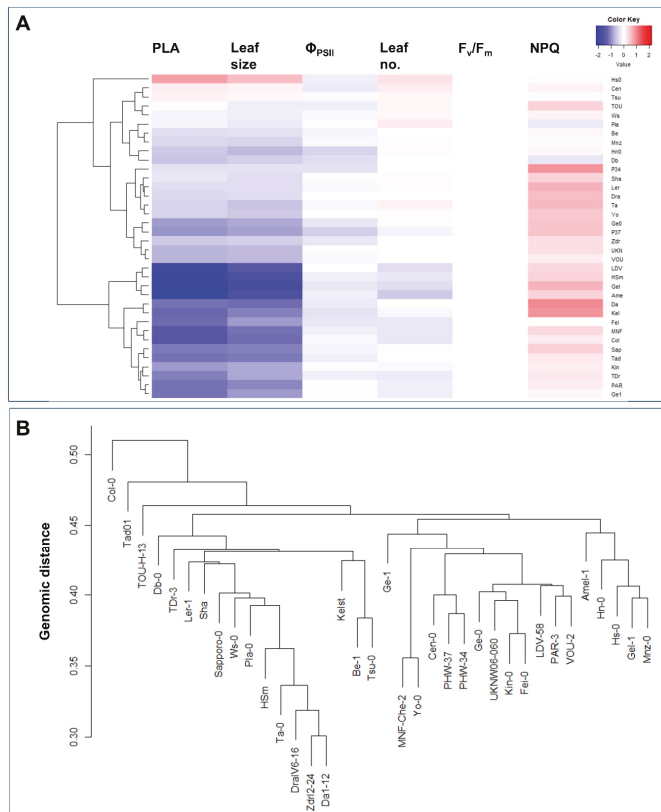 A
PLA
Leaf size
ΦPSII
Leaf no.
Fv/Fm
NPQ
Color Key
-2 -1 0 1 2
Value
Hs0
Cen
Tsu
TOU
Ws
Pla
Be
Mnz
Hn0
Db
P34
Sha
Ler
Dra
Ta
Yo
Ge0
P37
Zdr
UKN
VOU
LDV
HSm
Gel
Ame
Da
Kel
Fei
MNF
Col
Sap
Tad
Kin
TDr
PAR
Ge1
B
Genomic distance
0.50
0.45
0.40
0.35
0.30
Col-0
Tad01
TOU-H-13
Db-0
TDr-3
Ler-1
Sha
Sapporo-0
Ws-0
Pla-0
HSm
Ta-0
DralV6-16
Zdrl2-24
Da1-12
Kelst
Be-1
Tsu-0
Ge-1
MNF-Che-2
Yo-0
Cen-0
PHW-37
PHW-34
Ge-0
UKNW06-060
Kin-0
Fei-0
LDV-58
PAR-3
VOU-2
Amel-1
Hn-0
Hs-0
Gel-1
Mnz-0